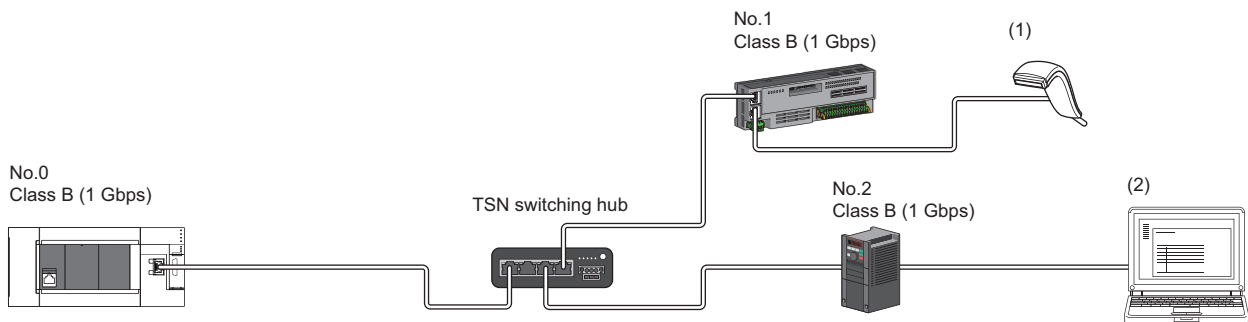 No.1
Class B (1 Gbps)
(1)
No.0
Class B (1 Gbps)
TSN switching hub
No.2
Class B (1 Gbps)
(2)